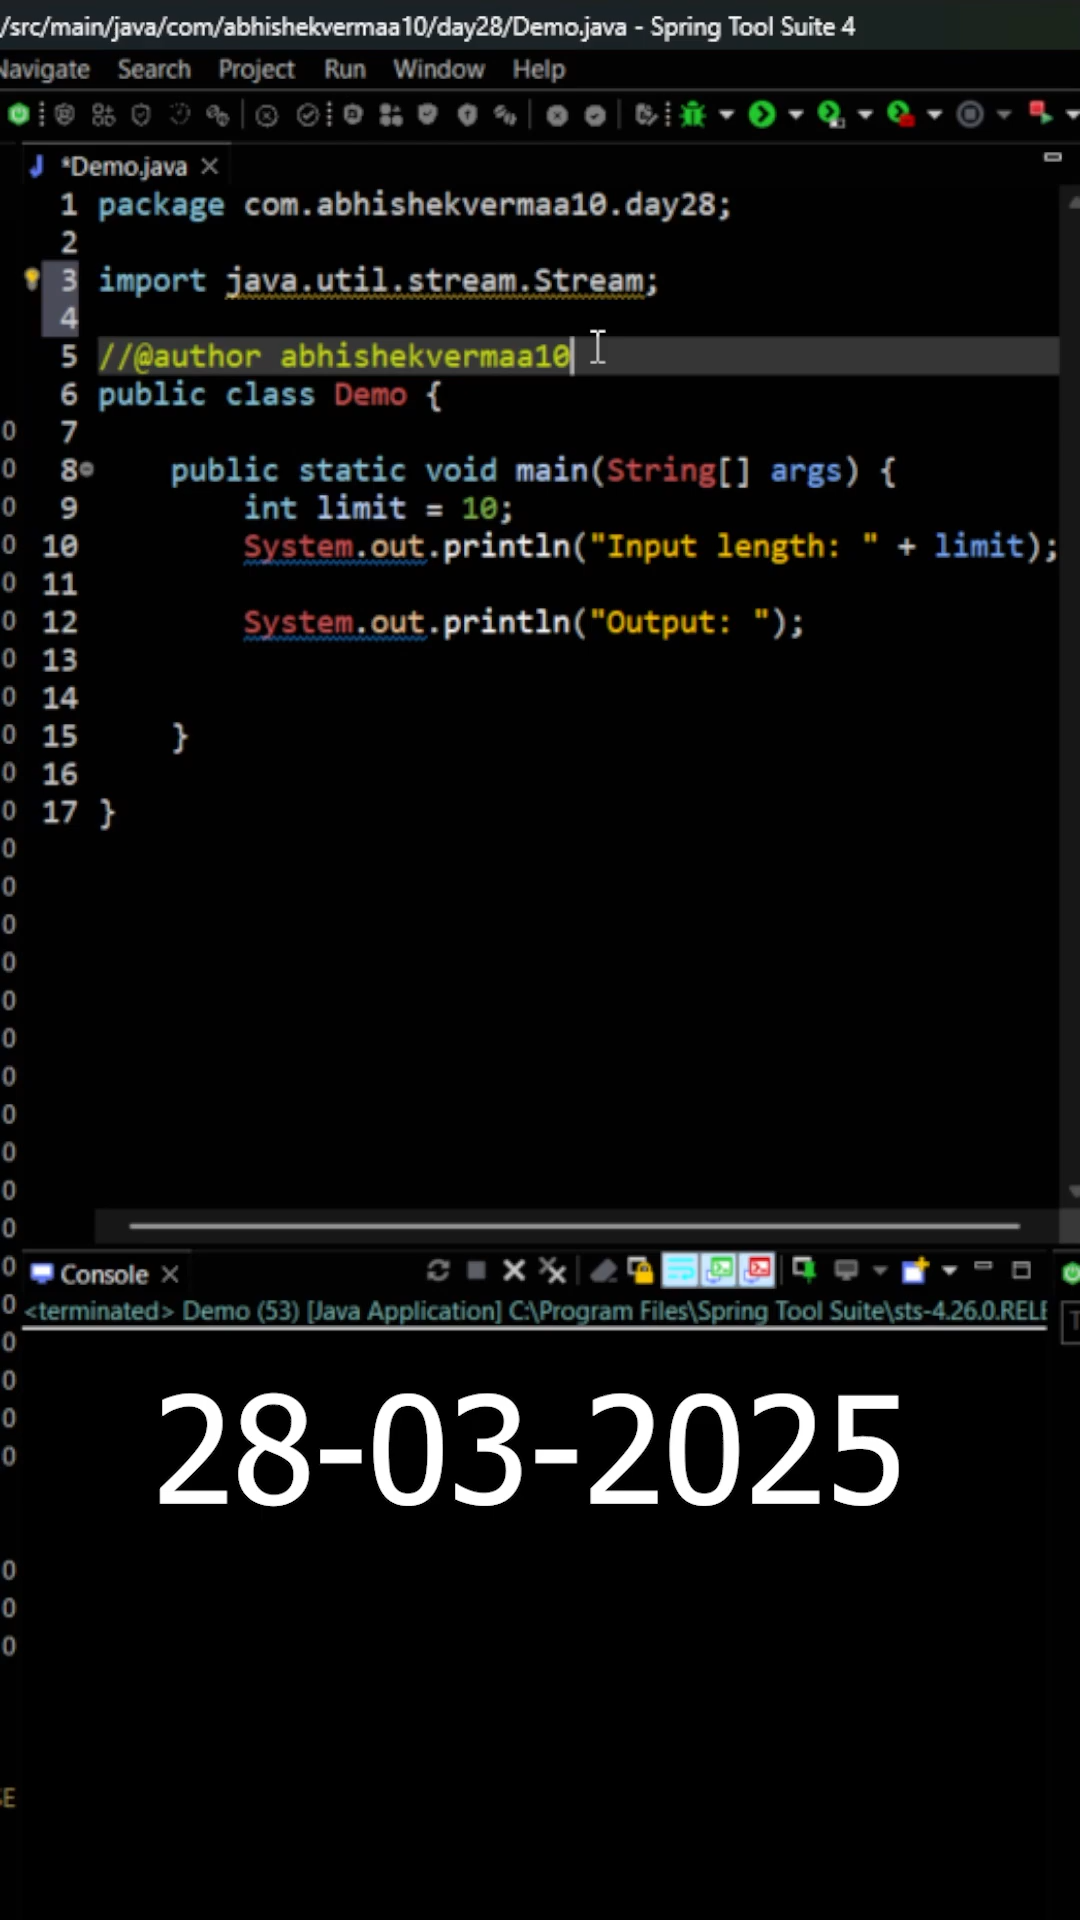 /src/main/java/com/abhishekvermaa10/day28/Demo.java - Spring Tool Suite 4
Navigate Search Project Run Window Help
*Demo.java
1 package com.abhishekvermaa10.day28;
2
3 import java.util.stream.Stream;
4
5 //@author abhishekvermaa10
6 public class Demo {
7
8 public static void main(String[] args) {
9 int limit = 10;
10 System.out.println("Input length: " + limit);
11
12 System.out.println("Output: ");
13
14
15 }
16
17 }
Console
<terminated> Demo (53) [Java Application] C:\Program Files\Spring Tool Suite\sts-4.26.0.RELE
28-03-2025